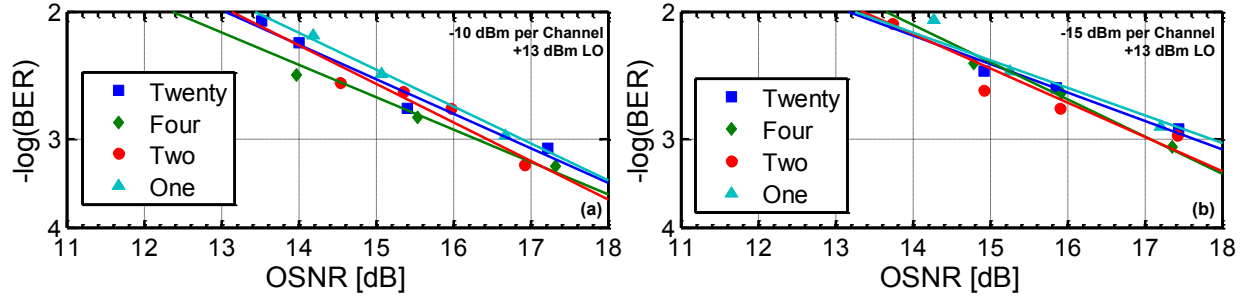 2
3
4
-log(BER)
-10 dBm per Channel
+13 dBm LO
Twenty
Four
Two
One
(a)
11 12 13 14 15 16 17 18
OSNR [dB]
2
3
4
-log(BER)
-15 dBm per Channel
+13 dBm LO
Twenty
Four
Two
One
(b)
11 12 13 14 15 16 17 18
OSNR [dB]